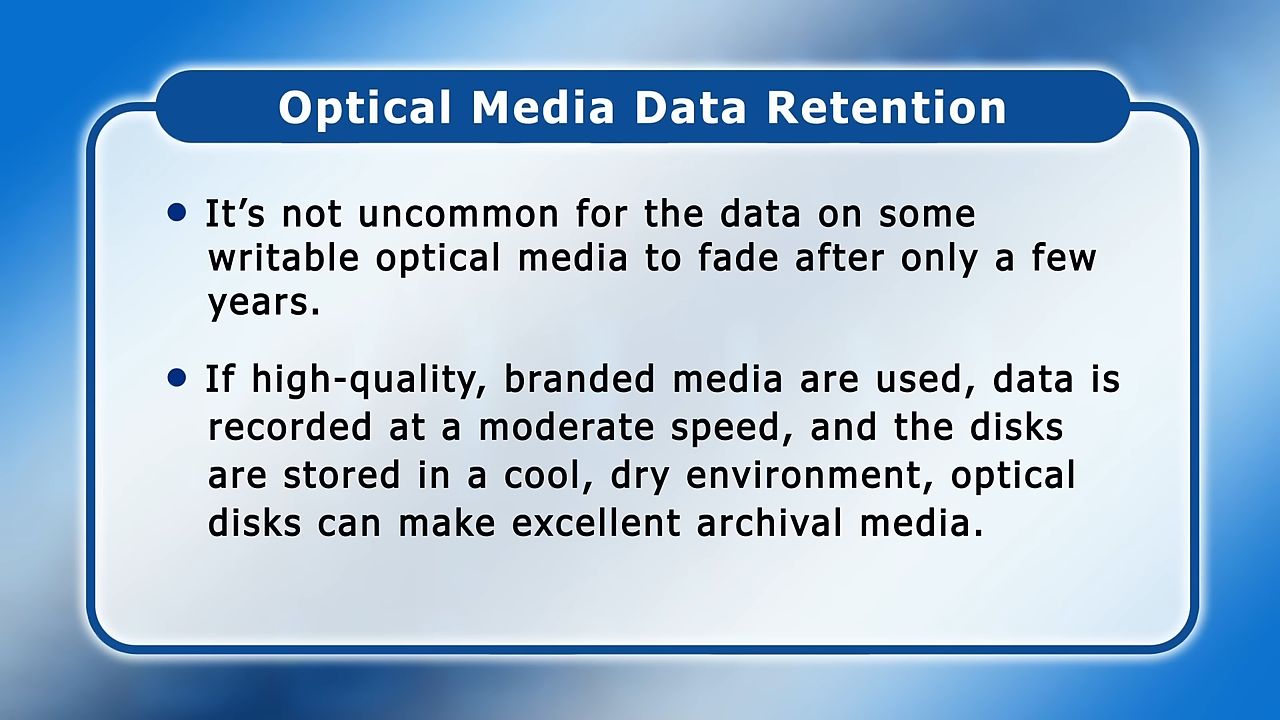 Optical Media Data Retention
• It’s not uncommon for the data on some
writable optical media to fade after only a few
years.
• If high-quality, branded media are used, data is
recorded at a moderate speed, and the disks
are stored in a cool, dry environment, optical
disks can make excellent archival media.